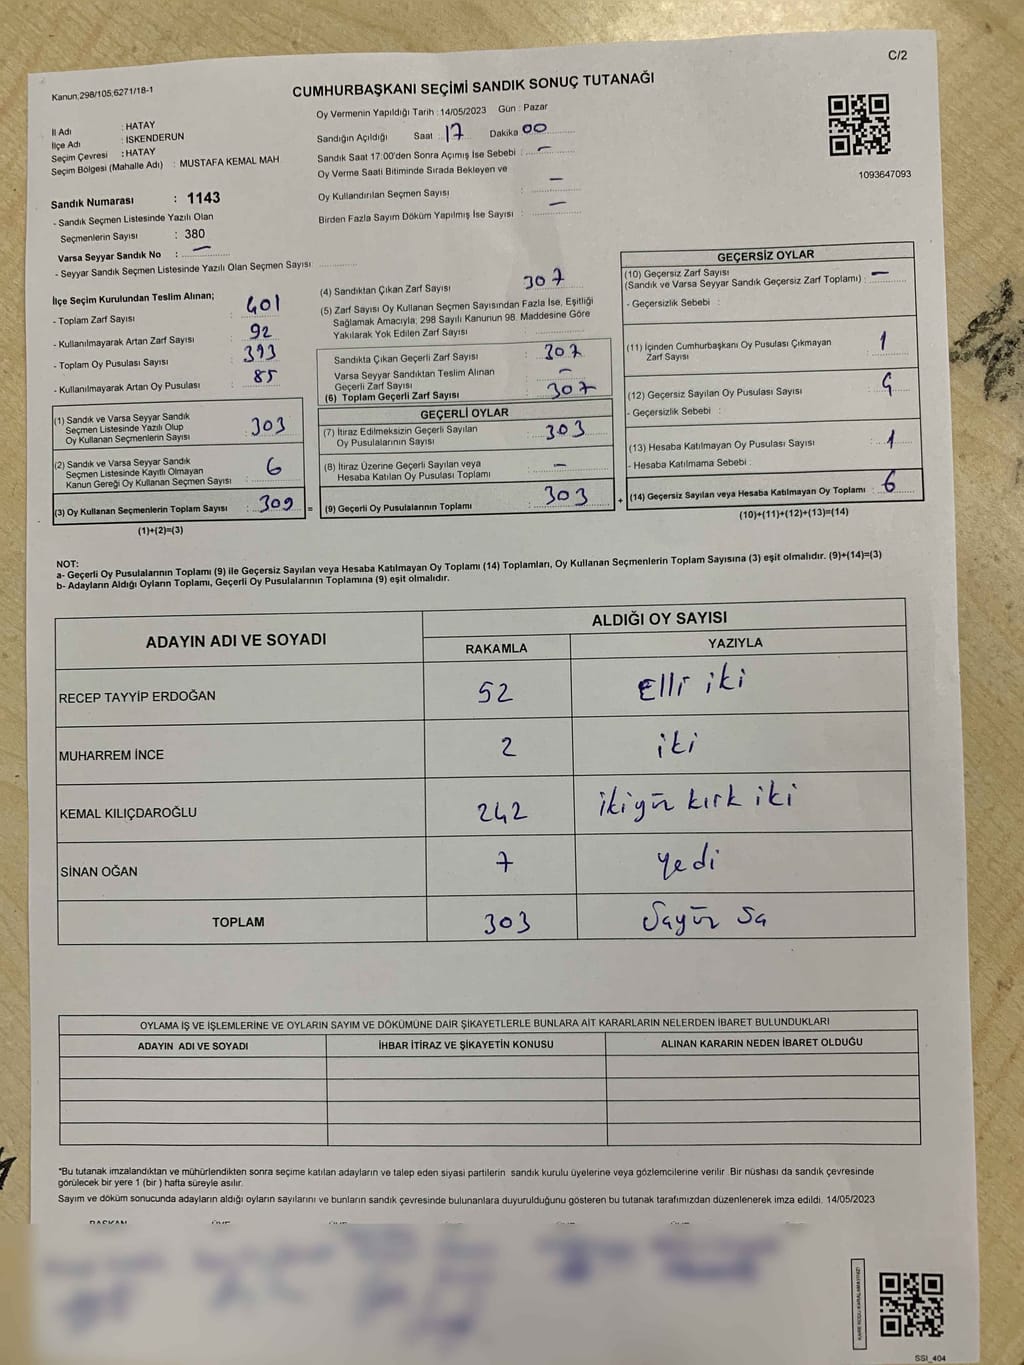 C/2
Kanun,298/105,6271/18-1
CUMHURBAŞKANI SEÇİMİ SANDIK SONUÇ TUTANAĞI
1093647093
İl Adı : HATAY
İlçe Adı : İSKENDERUN
Seçim Çevresi : HATAY
Seçim Bölgesi (Mahalle Adı) : MUSTAFA KEMAL MAH
Sandık Numarası : 1143
- Sandık Seçmen Listesinde Yazılı Olan
Seçmenlerin Sayısı : 380
Varsa Seyyar Sandık No : —
- Seyyar Sandık Seçmen Listesinde Yazılı Olan Seçmen Sayısı
Oy Vermenin Yapıldığı Tarih : 14/05/2023 Gün : Pazar
Sandığın Açıldığı Saat : 17 Dakika 00
Sandık Saat 17:00'den Sonra Açımış İse Sebebi : —
Oy Verme Saati Bitiminde Sırada Bekleyen ve
Oy Kullandırılan Seçmen Sayısı : —
Birden Fazla Sayım Döküm Yapılmış İse Sayısı : —
İlçe Seçim Kurulundan Teslim Alınan;
- Toplam Zarf Sayısı : 401
- Kullanılmayarak Artan Zarf Sayısı : 92
- Toplam Oy Pusulası Sayısı : 393
- Kullanılmayarak Artan Oy Pusulası : 85
(1) Sandık ve Varsa Seyyar Sandık
Seçmen Listesinde Yazılı Olup
Oy Kullanan Seçmenlerin Sayısı : 303
(2) Sandık ve Varsa Seyyar Sandık
Seçmen Listesinde Kayıtlı Olmayan
Kanun Gereği Oy Kullanan Seçmen Sayısı : 6
(3) Oy Kullanan Seçmenlerin Toplam Sayısı : 309 =
(1)+(2)=(3)
(4) Sandıktan Çıkan Zarf Sayısı : 307
(5) Zarf Sayısı Oy Kullanan Seçmen Sayısından Fazla İse, Eşitliği
Sağlamak Amacıyla; 298 Sayılı Kanunun 98. Maddesine Göre
Yakılarak Yok Edilen Zarf Sayısı :
Sandıkta Çıkan Geçerli Zarf Sayısı : 307
Varsa Seyyar Sandıktan Teslim Alınan
Geçerli Zarf Sayısı : —
(6) Toplam Geçerli Zarf Sayısı : 307
GEÇERLİ OYLAR
(7) İtiraz Edilmeksizin Geçerli Sayılan
Oy Pusulalarının Sayısı : 303
(8) İtiraz Üzerine Geçerli Sayılan veya
Hesaba Katılan Oy Pusulası Toplamı : —
(9) Geçerli Oy Pusulalarının Toplamı : 303 +
GEÇERSİZ OYLAR
(10) Geçersiz Zarf Sayısı
(Sandık ve Varsa Seyyar Sandık Geçersiz Zarf Toplamı) : —
- Geçersizlik Sebebi :
(11) İçinden Cumhurbaşkanı Oy Pusulası Çıkmayan
Zarf Sayısı : 1
(12) Geçersiz Sayılan Oy Pusulası Sayısı : 4
- Geçersizlik Sebebi :
(13) Hesaba Katılmayan Oy Pusulası Sayısı : 1
- Hesaba Katılmama Sebebi :
(14) Geçersiz Sayılan veya Hesaba Katılmayan Oy Toplamı : 6
(10)+(11)+(12)+(13)=(14)
NOT:
a- Geçerli Oy Pusulalarının Toplamı (9) ile Geçersiz Sayılan veya Hesaba Katılmayan Oy Toplamı (14) Toplamları, Oy Kullanan Seçmenlerin Toplam Sayısına (3) eşit olmalıdır. (9)+(14)=(3)
b- Adayların Aldığı Oyların Toplamı, Geçerli Oy Pusulalarının Toplamına (9) eşit olmalıdır.
ADAYIN ADI VE SOYADI
ALDIĞI OY SAYISI
RAKAMLA YAZIYLA
RECEP TAYYİP ERDOĞAN 52 Elli iki
MUHARREM İNCE 2 iki
KEMAL KILIÇDAROĞLU 242 ikiyüz kırk iki
SİNAN OĞAN 7 yedi
TOPLAM 303
OYLAMA İŞ VE İŞLEMLERİNE VE OYLARIN SAYIM VE DÖKÜMÜNE DAİR ŞİKAYETLERLE BUNLARA AİT KARARLARIN NELERDEN İBARET BULUNDUKLARI
ADAYIN ADI VE SOYADI İHBAR İTİRAZ VE ŞİKAYETİN KONUSU ALINAN KARARIN NEDEN İBARET OLDUĞU
*Bu tutanak imzalandıktan ve mühürlendikten sonra seçime katılan adayların ve talep eden siyasi partilerin sandık kurulu üyelerine veya gözlemcilerine verilir. Bir nüshası da sandık çevresinde
görülecek bir yere 1 (bir ) hafta süreyle asılır.
Sayım ve döküm sonucunda adayların aldığı oyların sayılarını ve bunların sandık çevresinde bulunanlara duyurulduğunu gösteren bu tutanak tarafımızdan düzenlenerek imza edildi. 14/05/2023
SSI_404